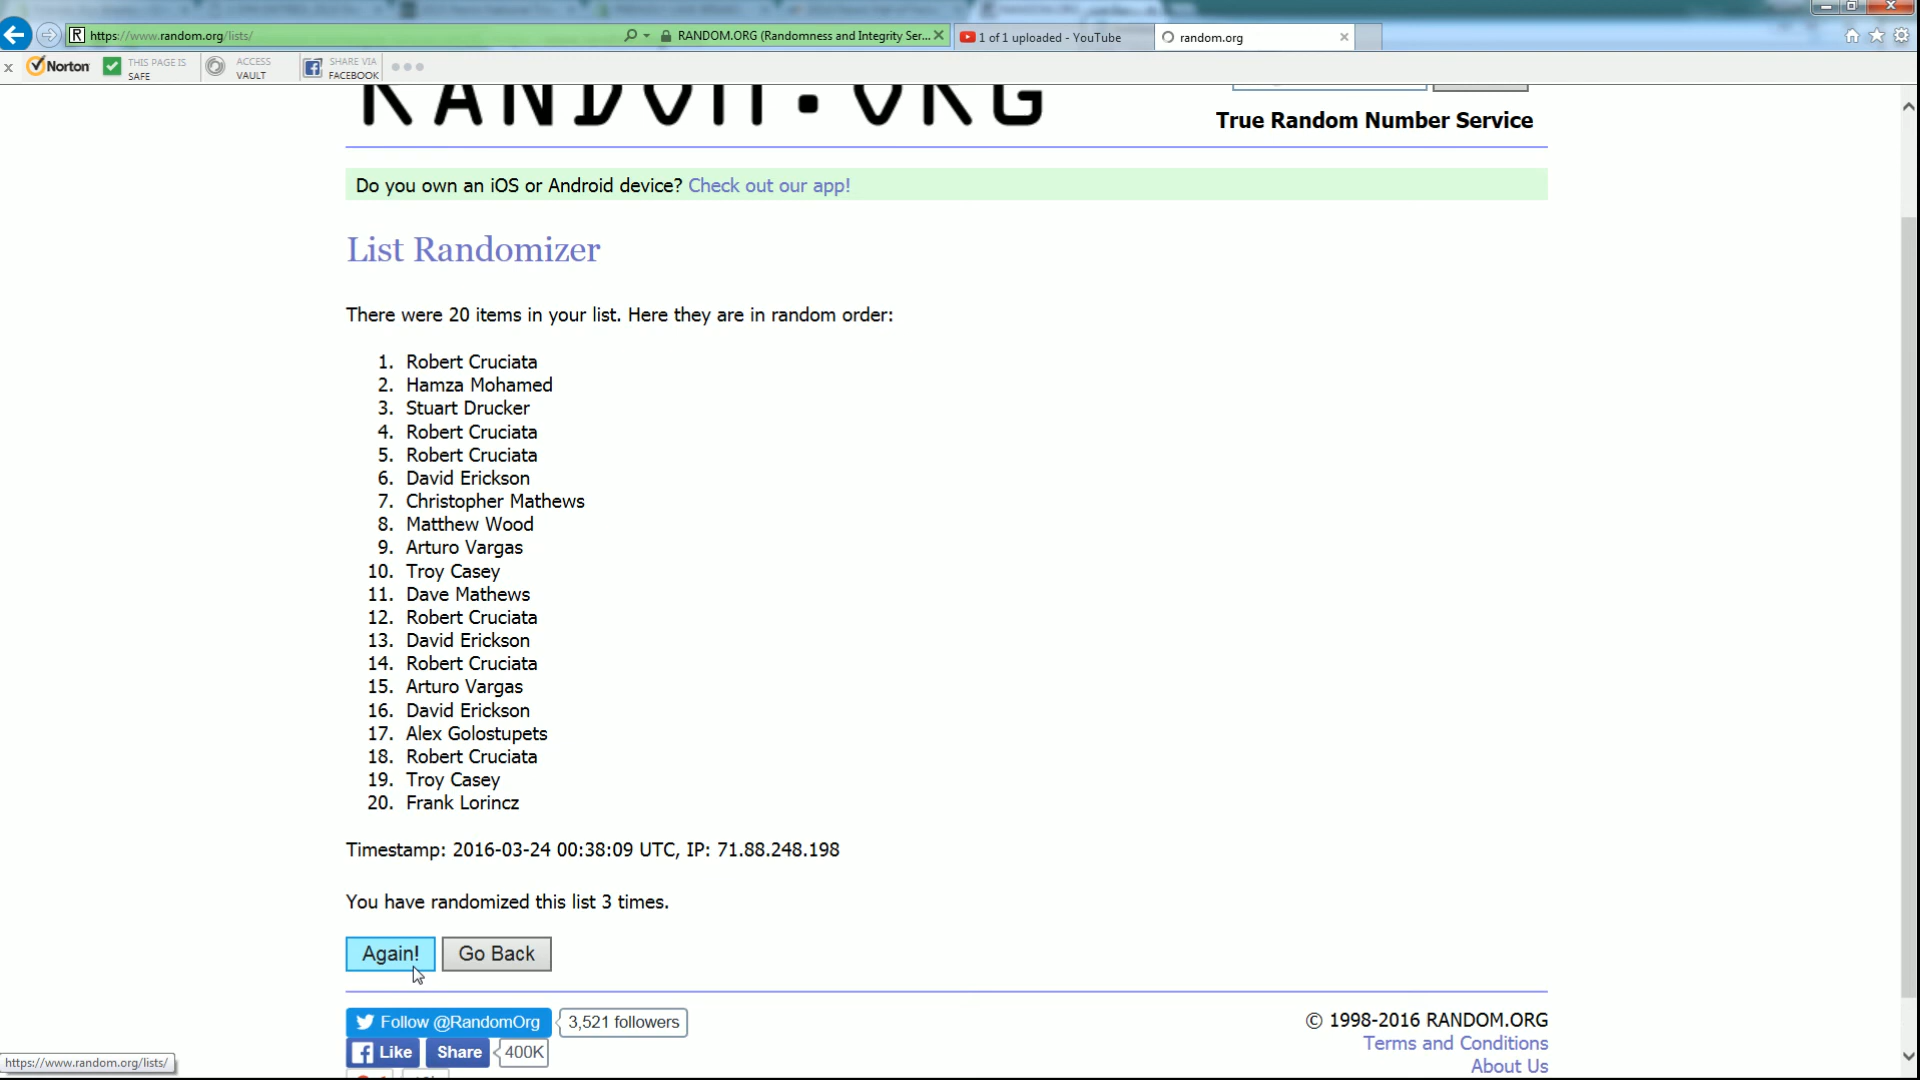 https://www.random.org/lists/
RANDOM.ORG (Randomness and Integrity Ser...
1 of 1 uploaded - YouTube
random.org
Norton
THIS PAGE IS
SAFE
ACCESS
VAULT
SHARE VIA
FACEBOOK
RANDOM.ORG
True Random Number Service
Do you own an iOS or Android device? Check out our app!
List Randomizer
There were 20 items in your list. Here they are in random order:
1. Robert Cruciata
2. Hamza Mohamed
3. Stuart Drucker
4. Robert Cruciata
5. Robert Cruciata
6. David Erickson
7. Christopher Mathews
8. Matthew Wood
9. Arturo Vargas
10. Troy Casey
11. Dave Mathews
12. Robert Cruciata
13. David Erickson
14. Robert Cruciata
15. Arturo Vargas
16. David Erickson
17. Alex Golostupets
18. Robert Cruciata
19. Troy Casey
20. Frank Lorincz
Timestamp: 2016-03-24 00:38:09 UTC, IP: 71.88.248.198
You have randomized this list 3 times.
Again!
Go Back
Follow @RandomOrg
3,521 followers
Like
Share
400K
© 1998-2016 RANDOM.ORG
Terms and Conditions
About Us
https://www.random.org/lists/